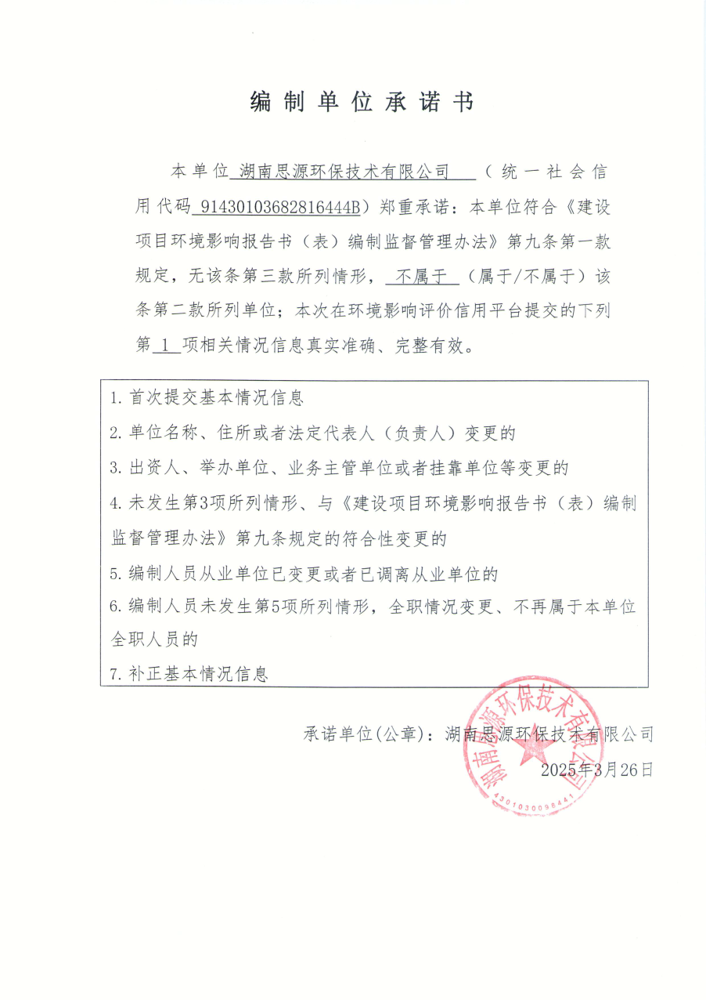 编制单位承诺书
本单位 湖南思源环保技术有限公司 （统一社会信
用代码 91430103682816444B）郑重承诺：本单位符合《建设
项目环境影响报告书（表）编制监督管理办法》第九条第一款
规定，无该条第三款所列情形， 不属于 （属于/不属于）该
条第二款所列单位；本次在环境影响评价信用平台提交的下列
第 1 项相关情况信息真实准确、完整有效。
1. 首次提交基本情况信息
2. 单位名称、住所或者法定代表人（负责人）变更的
3. 出资人、举办单位、业务主管单位或者挂靠单位等变更的
4. 未发生第3项所列情形、与《建设项目环境影响报告书（表）编制
监督管理办法》第九条规定的符合性变更的
5. 编制人员从业单位已变更或者已调离从业单位的
6. 编制人员未发生第5项所列情形，全职情况变更、不再属于本单位
全职人员的
7. 补正基本情况信息
承诺单位(公章)：湖南思源环保技术有限公司
2025年3月26日
湖南思源环保技术有限公司
4301030098441